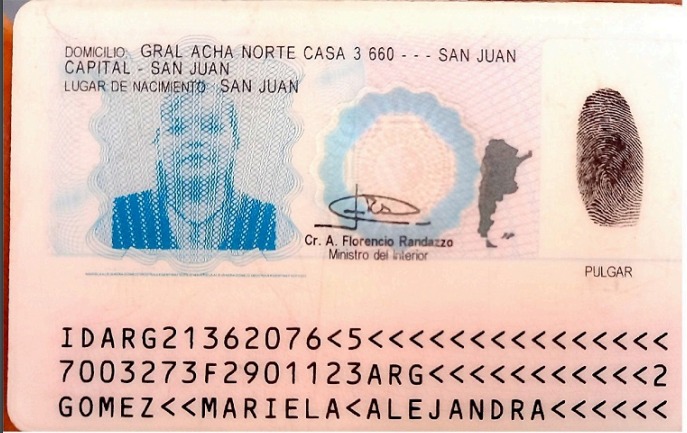 DOMICILIO: GRAL ACHA NORTE CASA 3 660 - - - SAN JUAN
CAPITAL - SAN JUAN
LUGAR DE NACIMIENTO: SAN JUAN
Cr. A. Florencio Randazzo
Ministro del Interior
PULGAR
IDARG21362076<5<<<<<<<<<<<<<<<
7003273F2901123ARG<<<<<<<<<<<2
GOMEZ<<MARIELA<ALEJANDRA<<<<<<